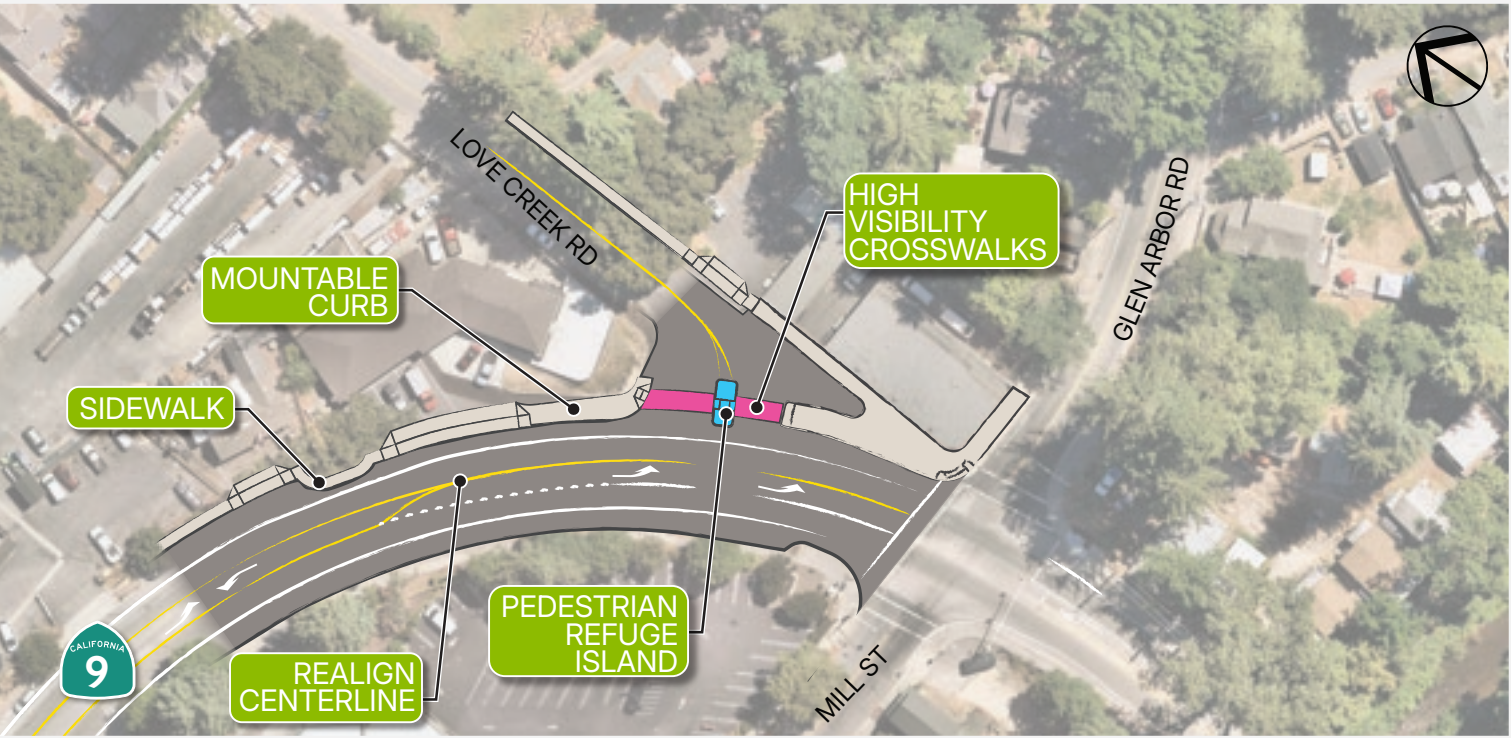 LOVE CREEK RD
HIGH
VISIBILITY
CROSSWALKS
GLEN ARBOR RD
MOUNTABLE
CURB
SIDEWALK
PEDESTRIAN
REFUGE
ISLAND
REALIGN
CENTERLINE
CALIFORNIA
9
MILL ST